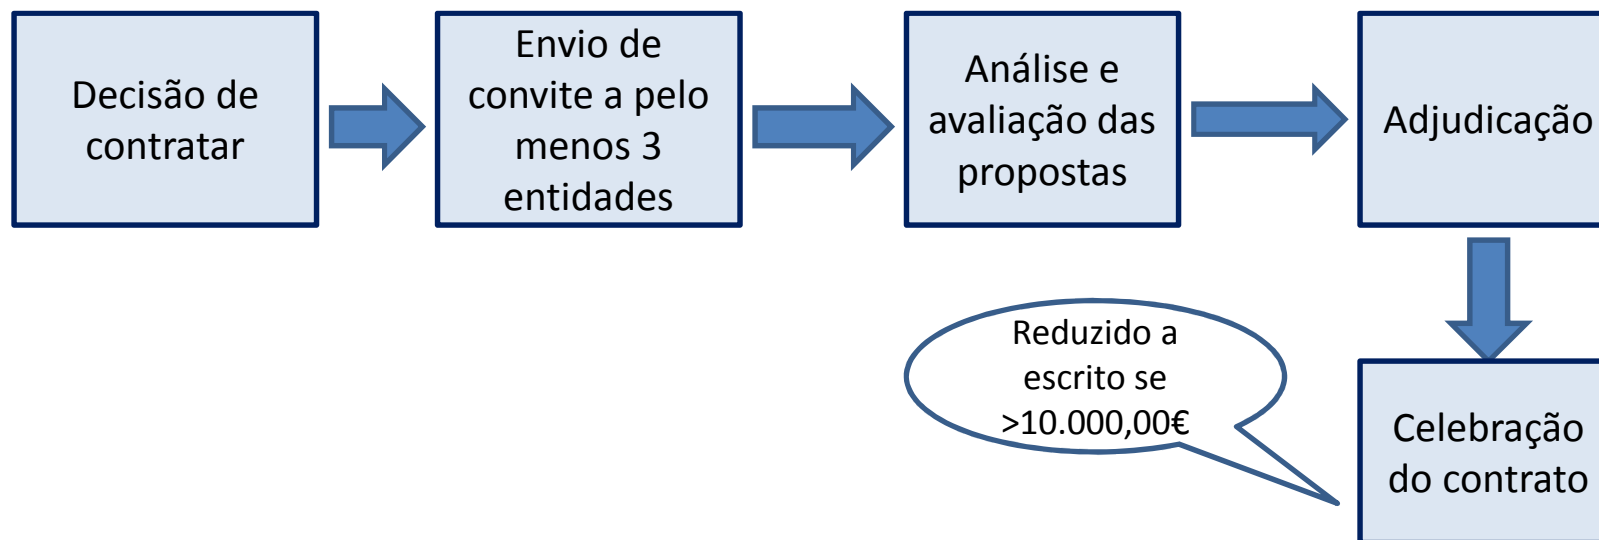 Decisão de
contratar
Envio de
convite a pelo
menos 3
entidades
Análise e
avaliação das
propostas
Adjudicação
Reduzido a
escrito se
>10.000,00€
Celebração
do contrato